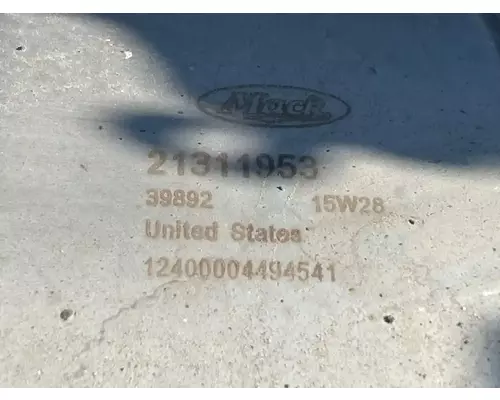 Mack
21311953
39892 15W28
United States
12400004494541